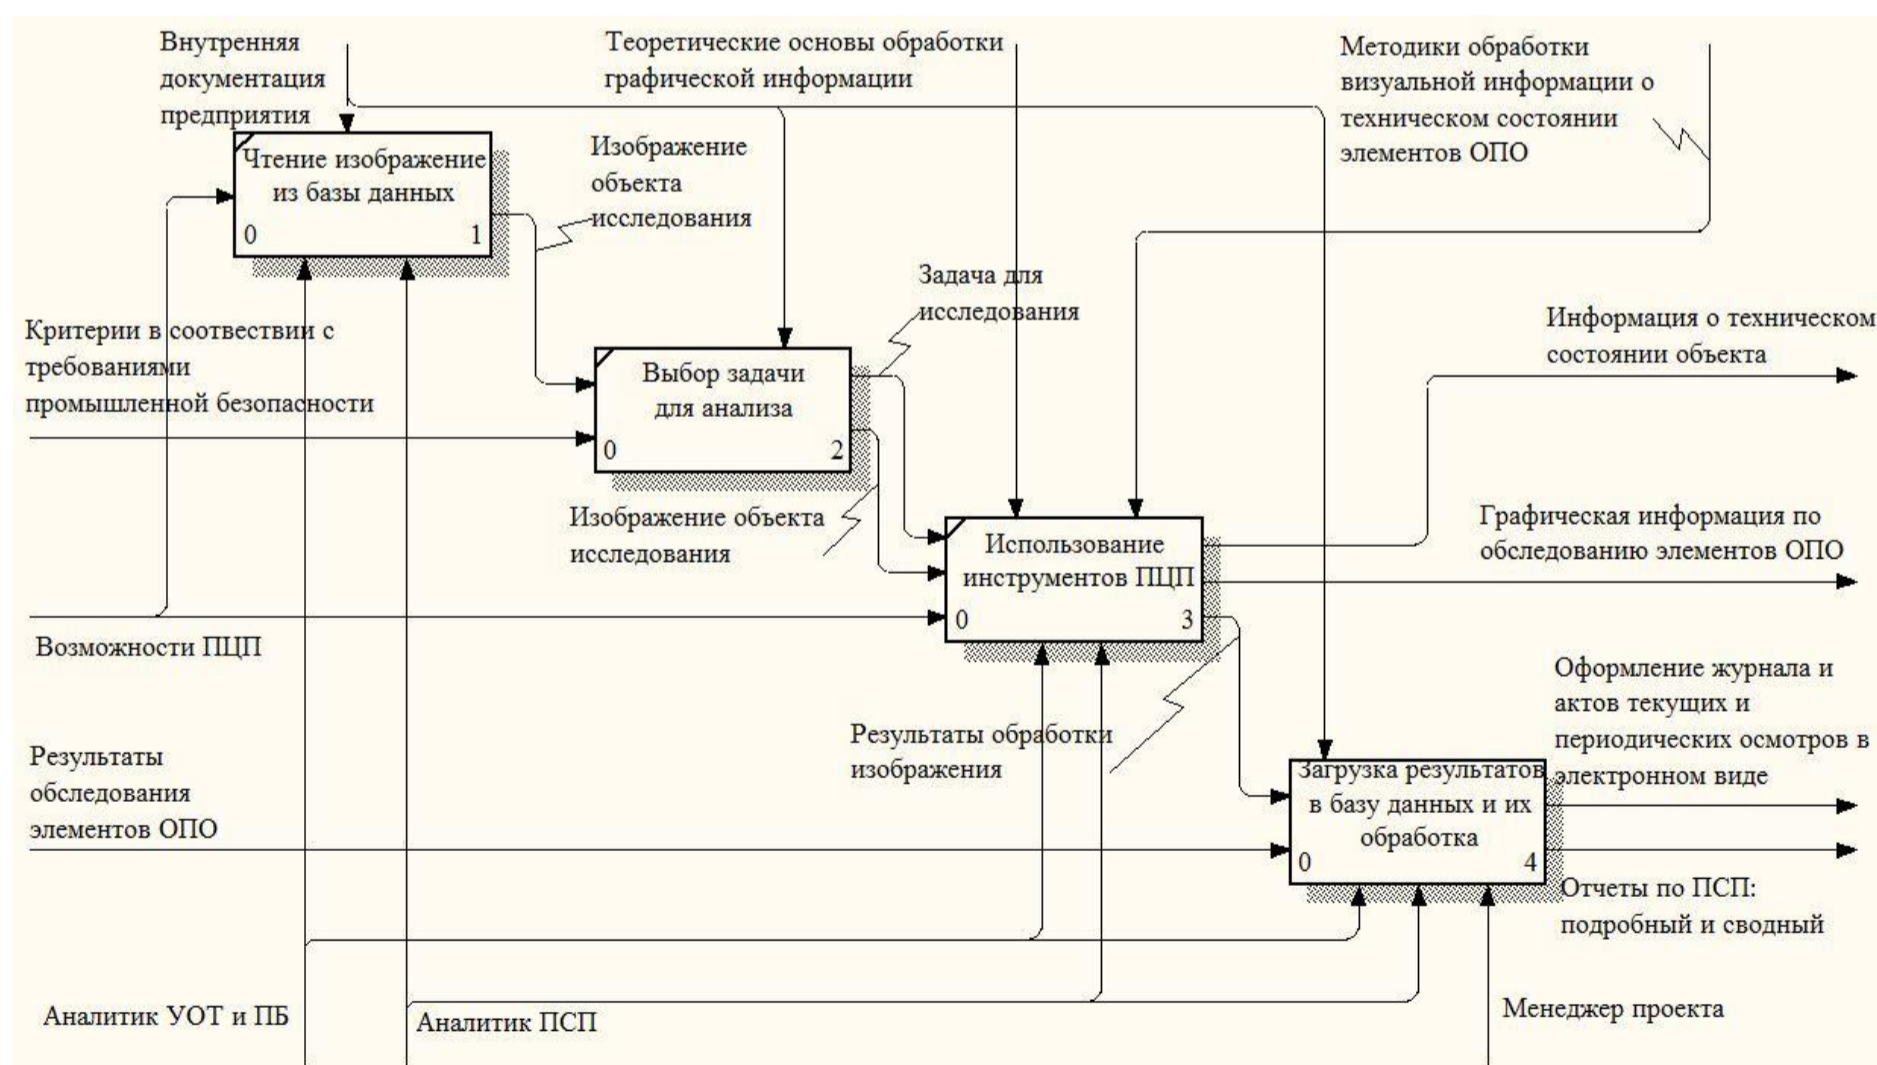 Внутренняя
документация
предприятия
Теоретические основы обработки
графической информации
Методики обработки
визуальной информации о
техническом состоянии
элементов ОПО
Чтение изображение
из базы данных
0 1
Изображение
объекта
исследования
Задача для
исследования
Критерии в соотвествии с
требованиями
промышленной безопасности
Выбор задачи
для анализа
0 2
Информация о техническом
состоянии объекта
Изображение объекта
исследования
Использование
инструментов ПЦП
0 3
Графическая информация по
обследованию элементов ОПО
Возможности ПЦП
Результаты обработки
изображения
Оформление журнала и
актов текущих и
периодических осмотров в
электронном виде
Результаты
обследования
элементов ОПО
Загрузка результатов
в базу данных и их
обработка
0 4
Отчеты по ПСП:
подробный и сводный
Аналитик УОТ и ПБ
Аналитик ПСП
Менеджер проекта